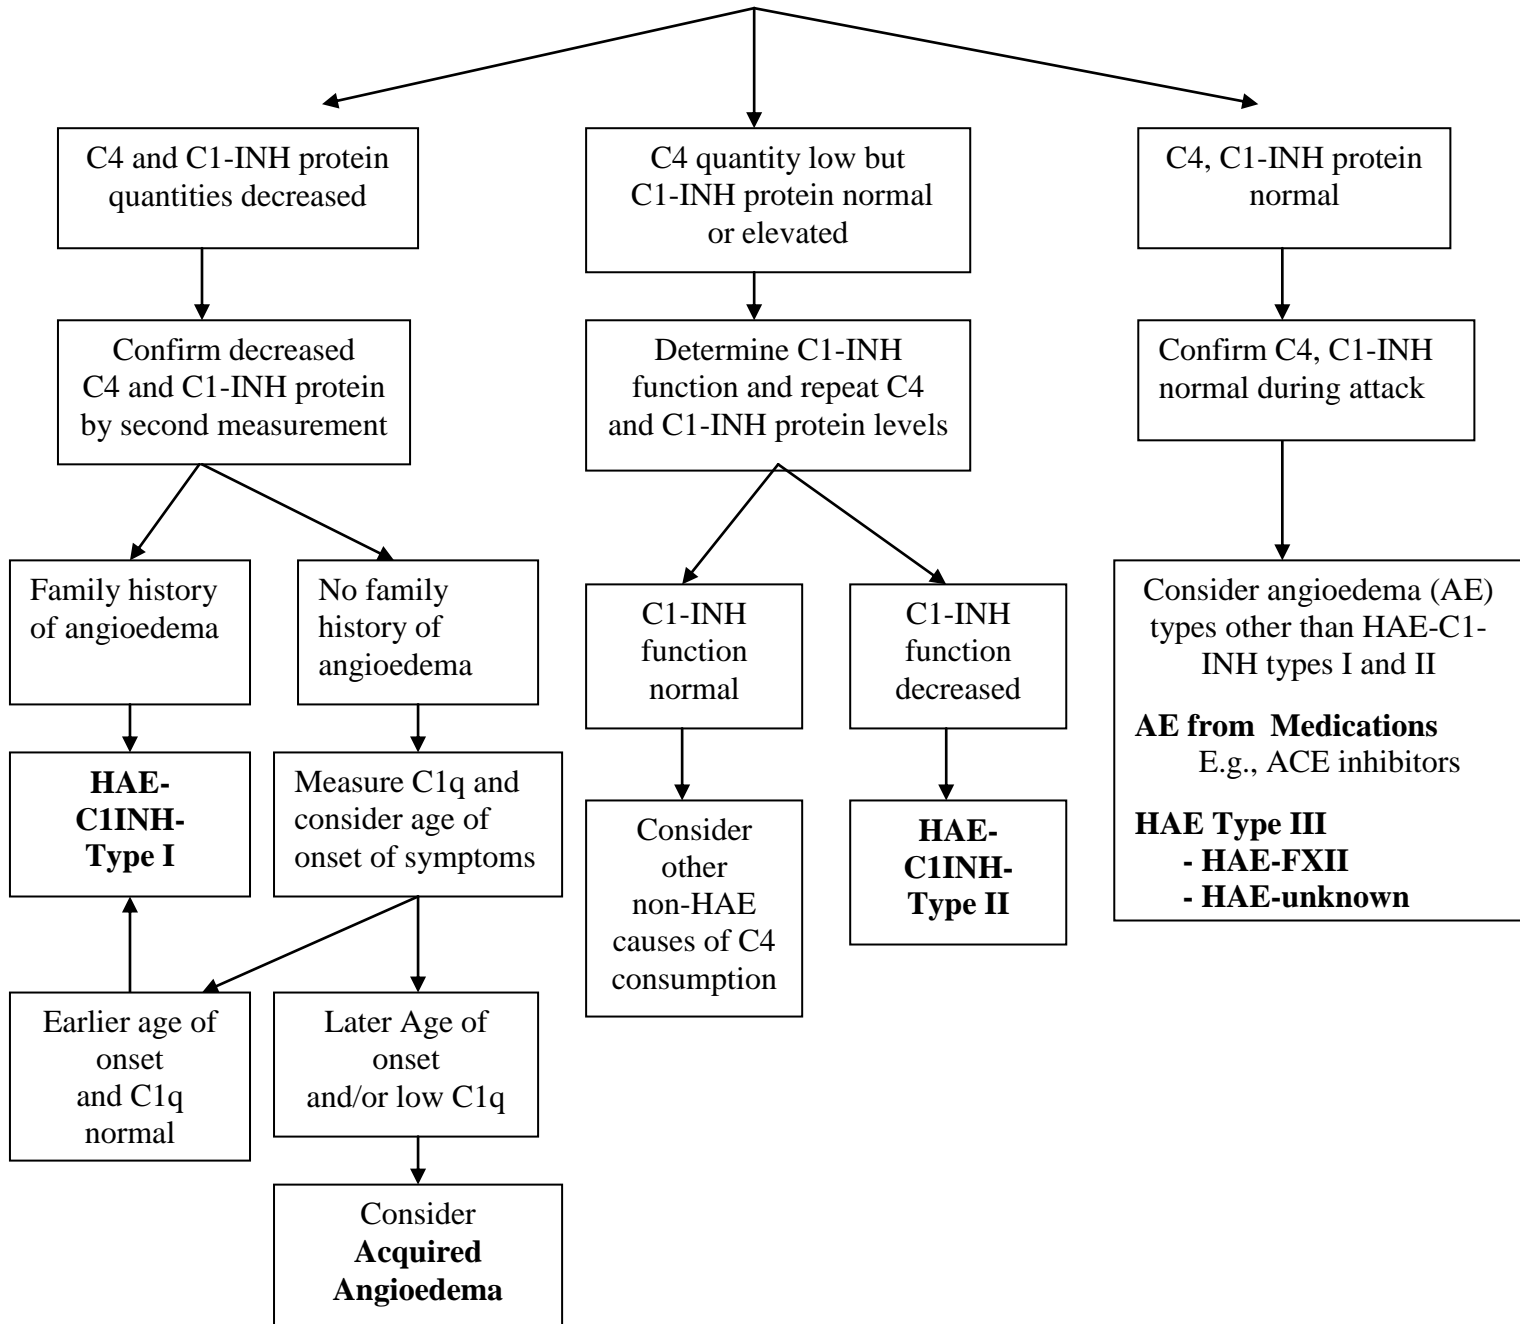 C4 and C1-INH protein
quantities decreased
C4 quantity low but
C1-INH protein normal
or elevated
C4, C1-INH protein
normal
Confirm decreased
C4 and C1-INH protein
by second measurement
Determine C1-INH
function and repeat C4
and C1-INH protein levels
Confirm C4, C1-INH
normal during attack
Family history
of angioedema
No family
history of
angioedema
C1-INH
function
normal
C1-INH
function
decreased
Consider angioedema (AE)
types other than HAE-C1-
INH types I and II
AE from Medications
E.g., ACE inhibitors
HAE Type III
- HAE-FXII
- HAE-unknown
HAE-
C1INH-
Type I
Measure C1q and
consider age of
onset of symptoms
Consider
other
non-HAE
causes of C4
consumption
HAE-
C1INH-
Type II
Earlier age of
onset
and C1q
normal
Later Age of
onset
and/or low C1q
Consider
Acquired
Angioedema